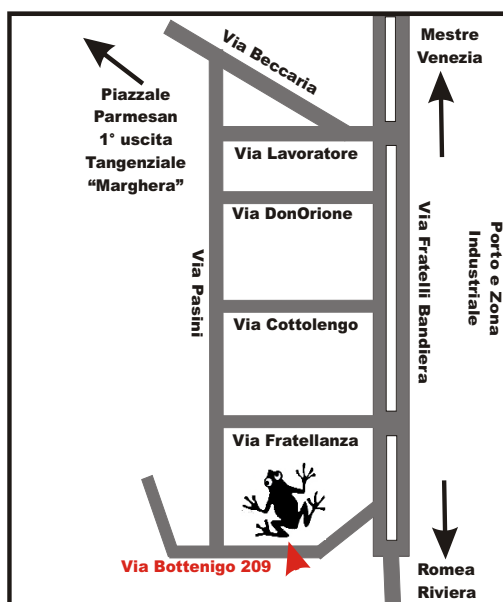 Mestre
Venezia
Via Beccaria
Piazzale
Parmesan
1° uscita
Tangenziale
“Marghera”
Via Lavoratore
Via DonOrione
Via Pasini
Via Fratelli Bandiera
Porto e Zona
Industriale
Via Cottolengo
Via Fratellanza
Via Bottenigo 209
Romea
Riviera